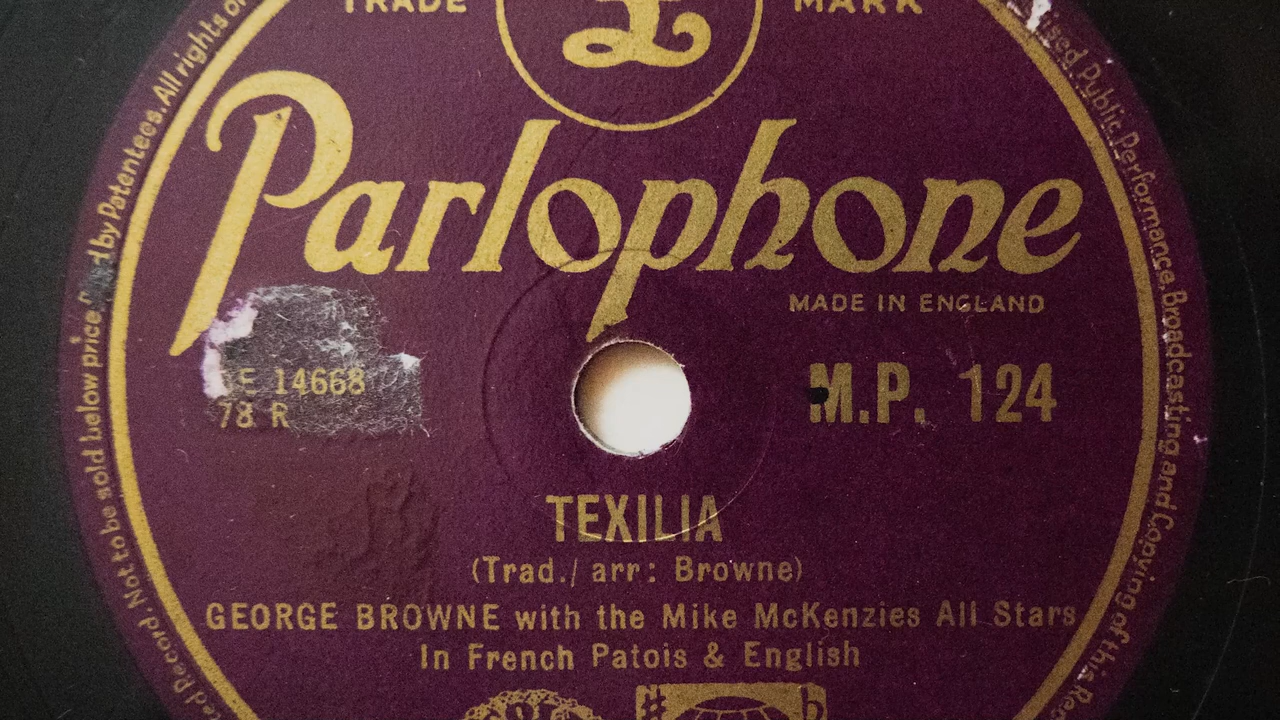 TRADE MARK
£
Parlophone
MADE IN ENGLAND
E 14668
78 R
M.P. 124
TEXILIA
(Trad./ arr: Browne)
GEORGE BROWNE with the Mike McKenzies All Stars
In French Patois & English
Record. Not to be sold below price by Patentees. All rights of
Public Performance, Broadcasting and Copying of this